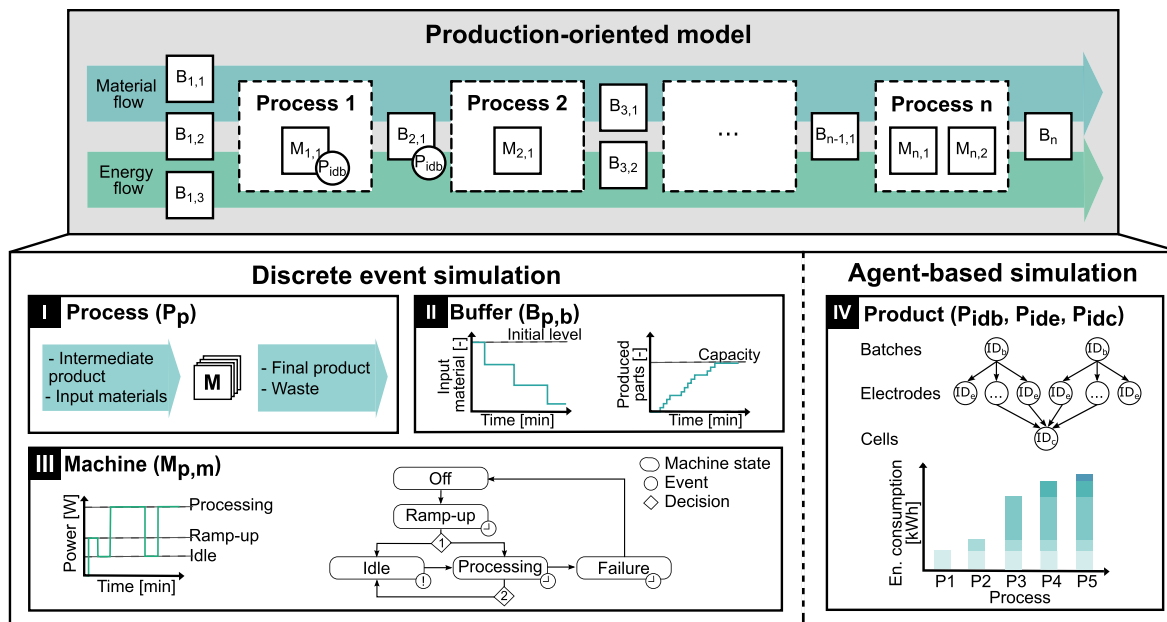 Production-oriented model
Material
flow
Energy
flow
B1,1
B1,2
B1,3
Process 1
M1,1
Pidb
B2,1
Pidb
Process 2
M2,1
B3,1
B3,2
...
Bn-1,1
Process n
Mn,1
Mn,2
Bn
Discrete event simulation
I Process (Pp)
- Intermediate
product
- Input materials
M
- Final product
- Waste
II Buffer (Bp,b)
Initial level
Input
material [-]
Time [min]
Capacity
Produced
parts [-]
Time [min]
III Machine (Mp,m)
Power [W]
Processing
Ramp-up
Idle
Time [min]
Off
Ramp-up
1
Idle
!
Processing
Failure
2
Machine state
Event
Decision
Agent-based simulation
IV Product (Pidb, Pide, Pidc)
Batches
IDb
IDb
Electrodes
IDe
...
IDe
IDe
...
IDe
Cells
IDc
En. consumption
[kWh]
P1 P2 P3 P4 P5
Process